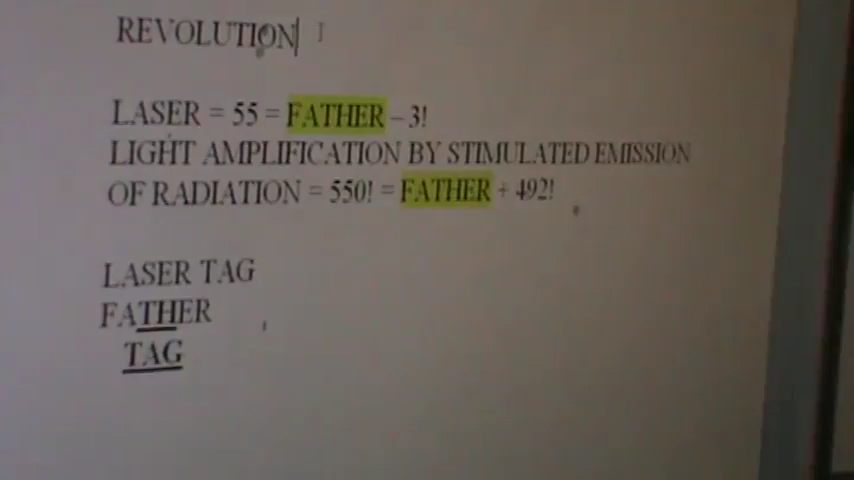 REVOLUTION
LASER = 55 = FATHER – 3!
LIGHT AMPLIFICATION BY STIMULATED EMISSION
OF RADIATION = 550! = FATHER + 492!
LASER TAG
FATHER
TAG